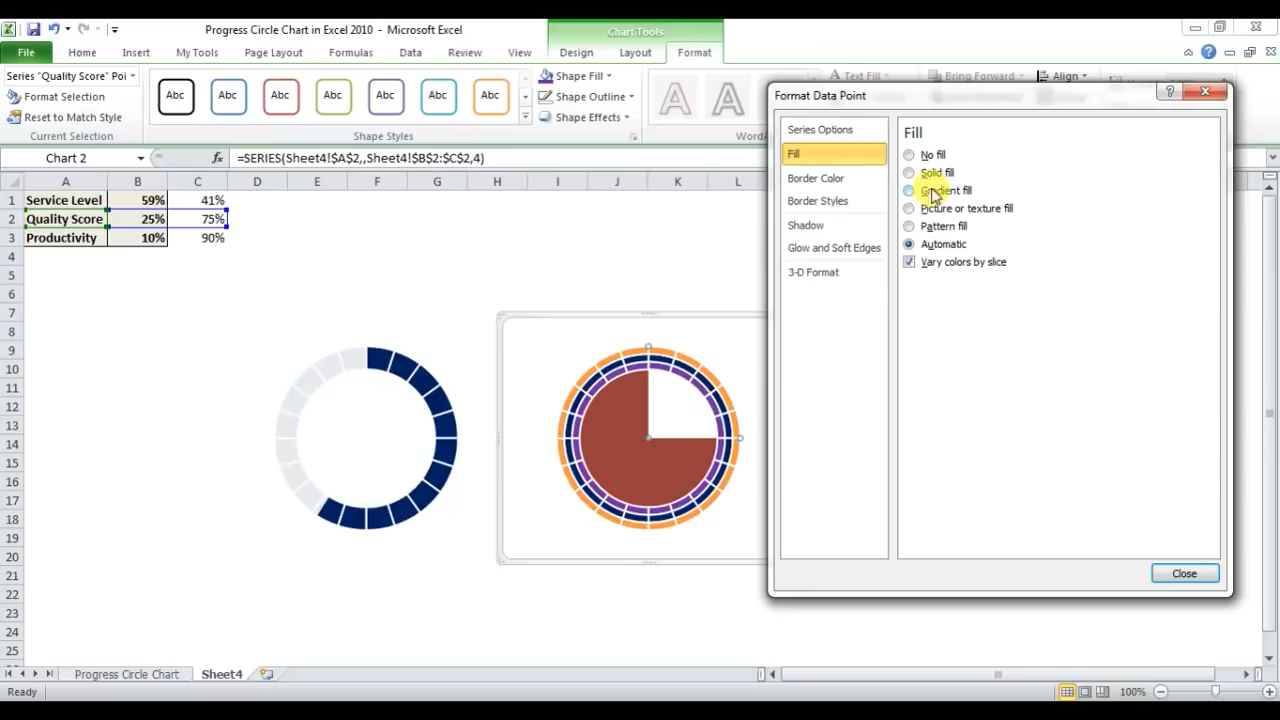 Progress Circle Chart in Excel 2010 - Microsoft Excel
Chart Tools
File Home Insert My Tools Page Layout Formulas Data Review View Design Layout Format
Series "Quality Score" Poi
Format Selection
Reset to Match Style
Current Selection
Abc Abc Abc Abc Abc Abc Abc
Shape Styles
Shape Fill
Shape Outline
Shape Effects
Text Fill
Bring Forward
Align
WordA
Chart 2
fx
=SERIES(Sheet4!$A$2,,Sheet4!$B$2:$C$2,4)
A B C D E F G H I J K L
1 Service Level 59% 41%
2 Quality Score 25% 75%
3 Productivity 10% 90%
4
5
6
7
8
9
10
11
12
13
14
15
16
17
18
19
20
21
22
23
24
25
Format Data Point
Series Options
Fill
Border Color
Border Styles
Shadow
Glow and Soft Edges
3-D Format
Fill
No fill
Solid fill
Gradient fill
Picture or texture fill
Pattern fill
Automatic
Vary colors by slice
Close
Progress Circle Chart Sheet4
Ready
100%